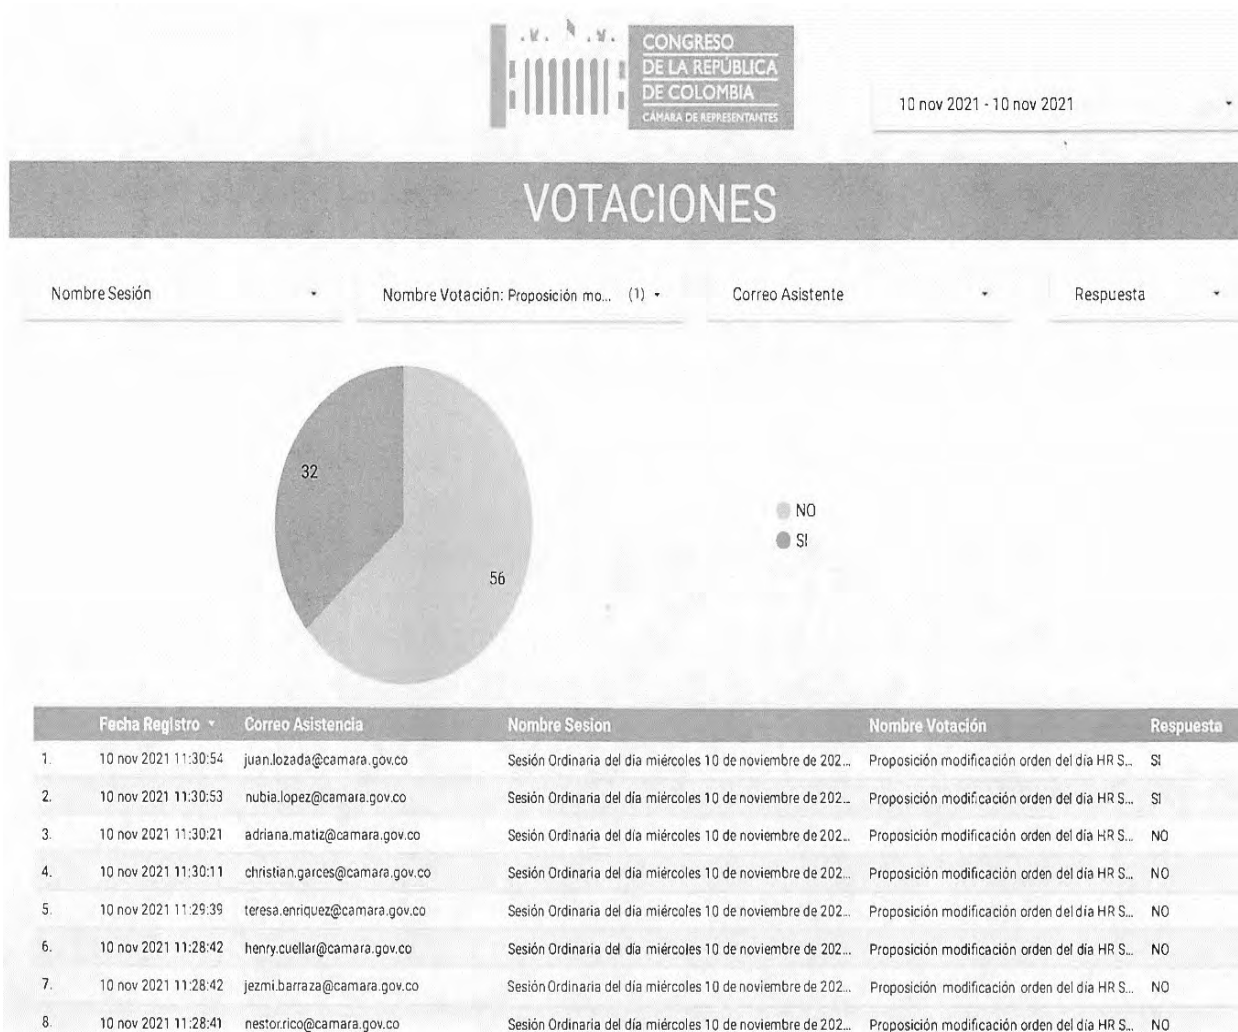 CONGRESO
DE LA REPÚBLICA
DE COLOMBIA
CÁMARA DE REPRESENTANTES
10 nov 2021 - 10 nov 2021
VOTACIONES
Nombre Sesión Nombre Votación: Proposición mo... (1) Correo Asistente Respuesta
32
56
NO
SI
Fecha Registro Correo Asistencia Nombre Sesion Nombre Votación Respuesta
1. 10 nov 2021 11:30:54 juan.lozada@camara.gov.co Sesión Ordinaria del día miércoles 10 de noviembre de 202... Proposición modificación orden del día HR S... SI
2. 10 nov 2021 11:30:53 nubia.lopez@camara.gov.co Sesión Ordinaria del día miércoles 10 de noviembre de 202... Proposición modificación orden del día HR S... SI
3. 10 nov 2021 11:30:21 adriana.matiz@camara.gov.co Sesión Ordinaria del día miércoles 10 de noviembre de 202... Proposición modificación orden del día HR S... NO
4. 10 nov 2021 11:30:11 christian.garces@camara.gov.co Sesión Ordinaria del día miércoles 10 de noviembre de 202... Proposición modificación orden del día HR S... NO
5. 10 nov 2021 11:29:39 teresa.enriquez@camara.gov.co Sesión Ordinaria del día miércoles 10 de noviembre de 202... Proposición modificación orden del día HR S... NO
6. 10 nov 2021 11:28:42 henry.cuellar@camara.gov.co Sesión Ordinaria del día miércoles 10 de noviembre de 202... Proposición modificación orden del día HR S... NO
7. 10 nov 2021 11:28:42 jezmi.barraza@camara.gov.co Sesión Ordinaria del día miércoles 10 de noviembre de 202... Proposición modificación orden del día HR S... NO
8. 10 nov 2021 11:28:41 nestor.rico@camara.gov.co Sesión Ordinaria del día miércoles 10 de noviembre de 202... Proposición modificación orden del día HR S... NO